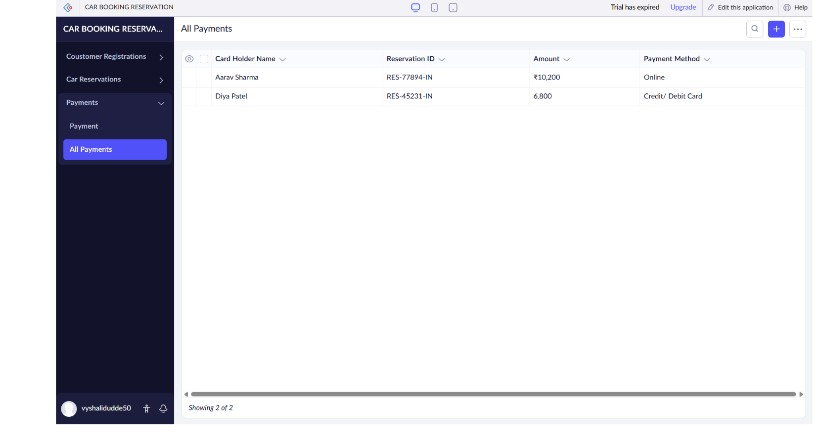 CAR BOOKING RESERVATION
Trial has expired Upgrade Edit this application Help
CAR BOOKING RESERVA...
All Payments
Coustomer Registrations
Car Reservations
Payments
Payment
All Payments
Card Holder Name Reservation ID Amount Payment Method
Aarav Sharma RES-77894-IN ₹10,200 Online
Diya Patel RES-45231-IN 6,800 Credit/ Debit Card
Showing 2 of 2
vyshalidudde50